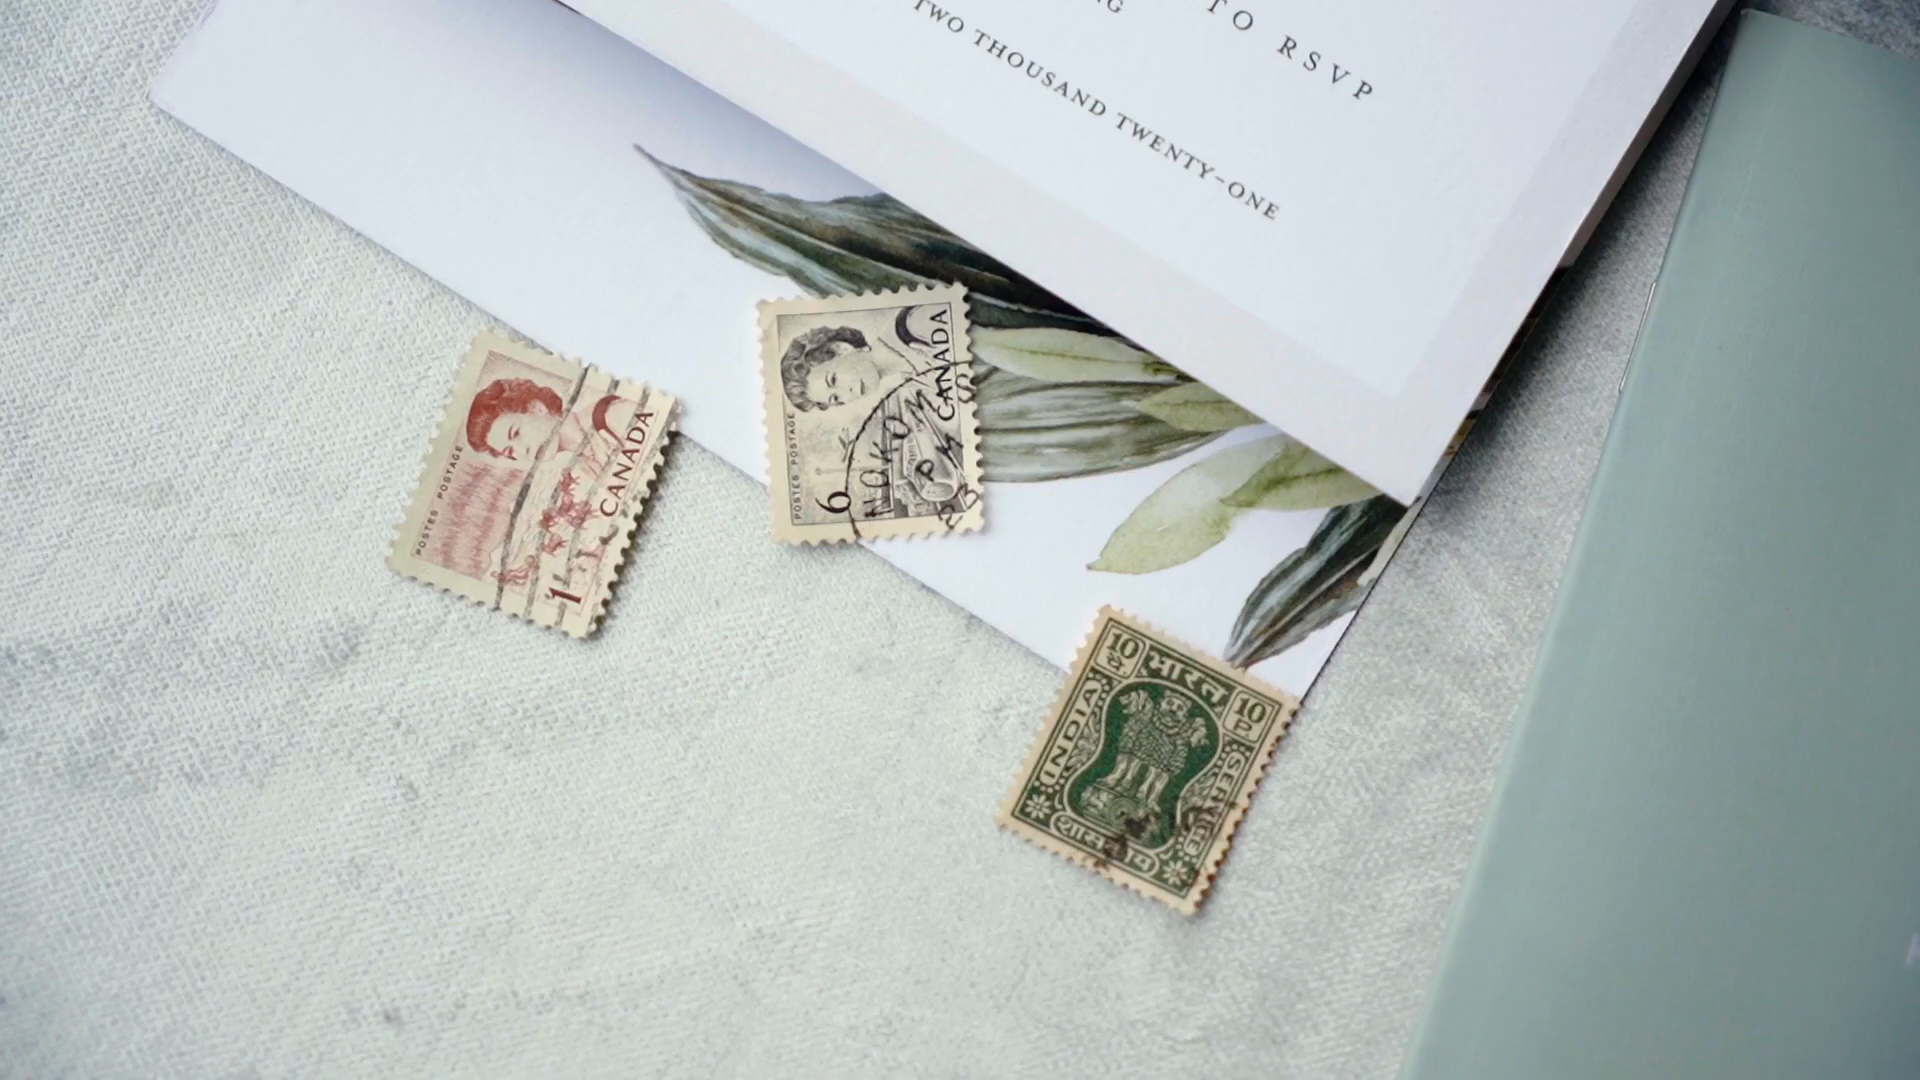 TO RSVP
TWO THOUSAND TWENTY-ONE
POSTES POSTAGE
CANADA
1
POSTES POSTAGE
CANADA
6
10
भारत
10
P
INDIA
SERVICE